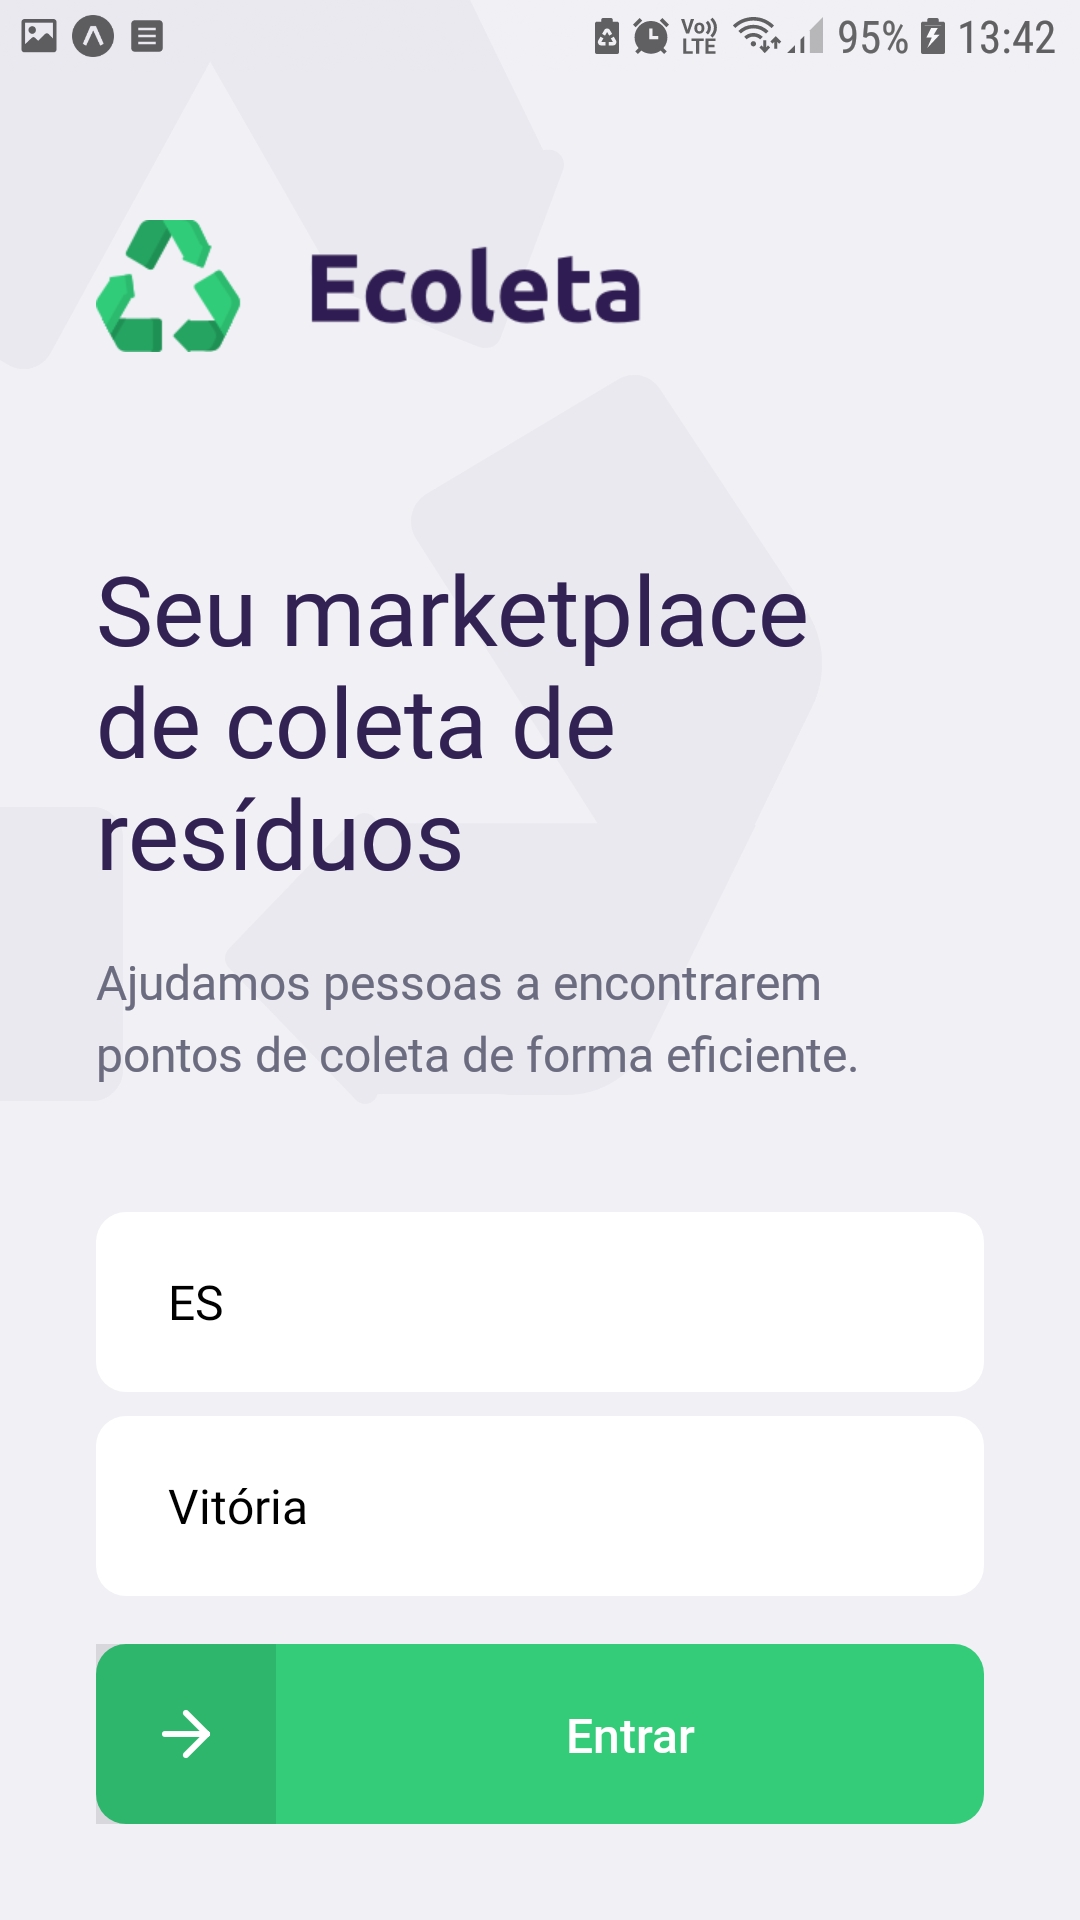 Vo)) LTE 95% 13:42
Ecoleta
Seu marketplace
de coleta de
resíduos
Ajudamos pessoas a encontrarem
pontos de coleta de forma eficiente.
ES
Vitória
Entrar